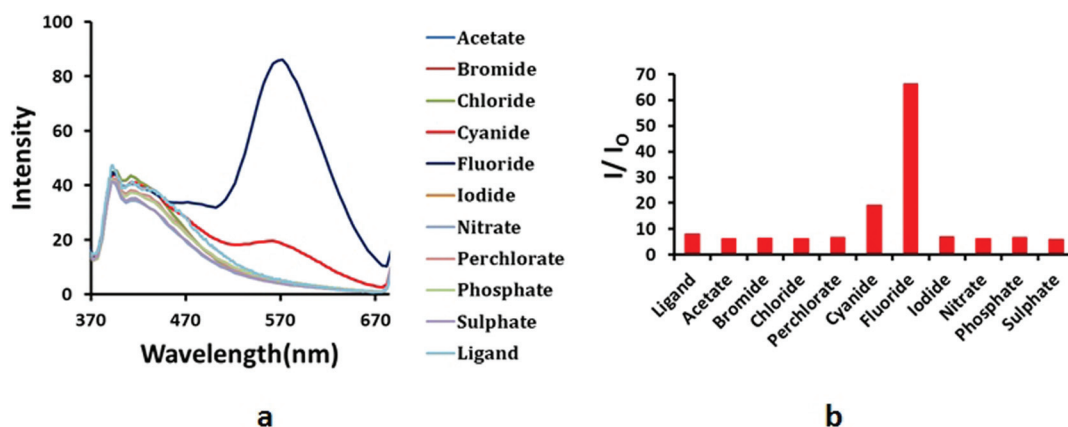 100
80
60
40
20
0
Intensity
370 470 570 670
Wavelength(nm)
Acetate
Bromide
Chloride
Cyanide
Fluoride
Iodide
Nitrate
Perchlorate
Phosphate
Sulphate
Ligand
a
70
60
50
40
30
20
10
0
I/ I₀
Ligand
Acetate
Bromide
Chloride
Perchlorate
Cyanide
Fluoride
Iodide
Nitrate
Phosphate
Sulphate
b